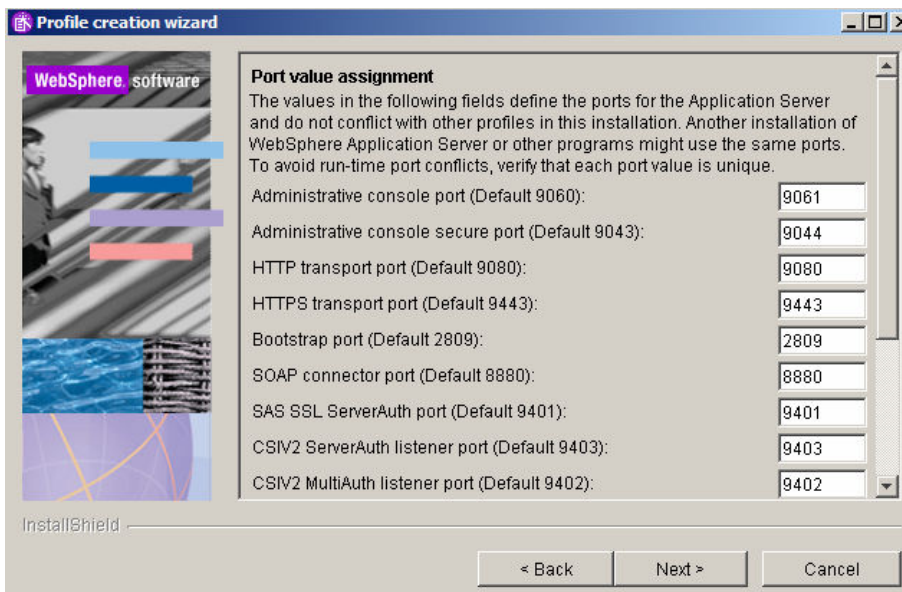 Profile creation wizard
WebSphere. software
Port value assignment
The values in the following fields define the ports for the Application Server
and do not conflict with other profiles in this installation. Another installation of
WebSphere Application Server or other programs might use the same ports.
To avoid run-time port conflicts, verify that each port value is unique.
Administrative console port (Default 9060): 9061
Administrative console secure port (Default 9043): 9044
HTTP transport port (Default 9080): 9080
HTTPS transport port (Default 9443): 9443
Bootstrap port (Default 2809): 2809
SOAP connector port (Default 8880): 8880
SAS SSL ServerAuth port (Default 9401): 9401
CSIV2 ServerAuth listener port (Default 9403): 9403
CSIV2 MultiAuth listener port (Default 9402): 9402
InstallShield
< Back Next > Cancel